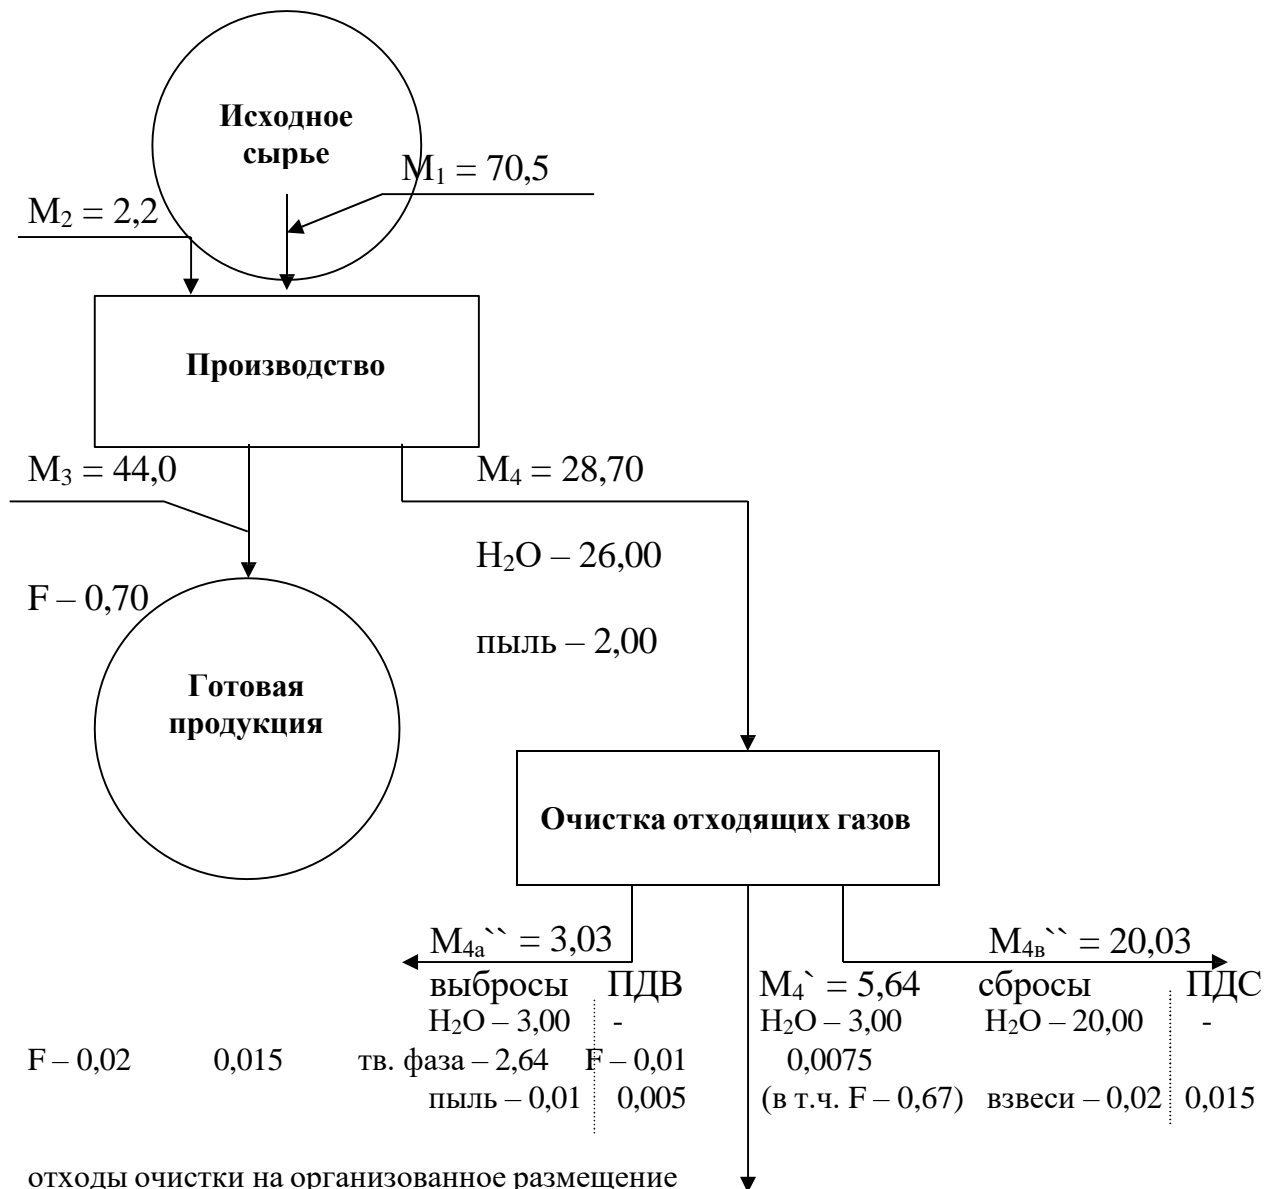 Исходное
сырье
M₁ = 70,5
M₂ = 2,2
Производство
M₃ = 44,0
M₄ = 28,70
H₂O – 26,00
F – 0,70
пыль – 2,00
Готовая
продукция
Очистка отходящих газов
M₄ₐ`` = 3,03
M₄в`` = 20,03
выбросы ПДВ M₄` = 5,64 сбросы ПДС
H₂O – 3,00 - H₂O – 3,00 H₂O – 20,00 -
F – 0,02 0,015 тв. фаза – 2,64 F – 0,01 0,0075
пыль – 0,01 0,005 (в т.ч. F – 0,67) взвеси – 0,02 0,015
отходы очистки на организованное размещение